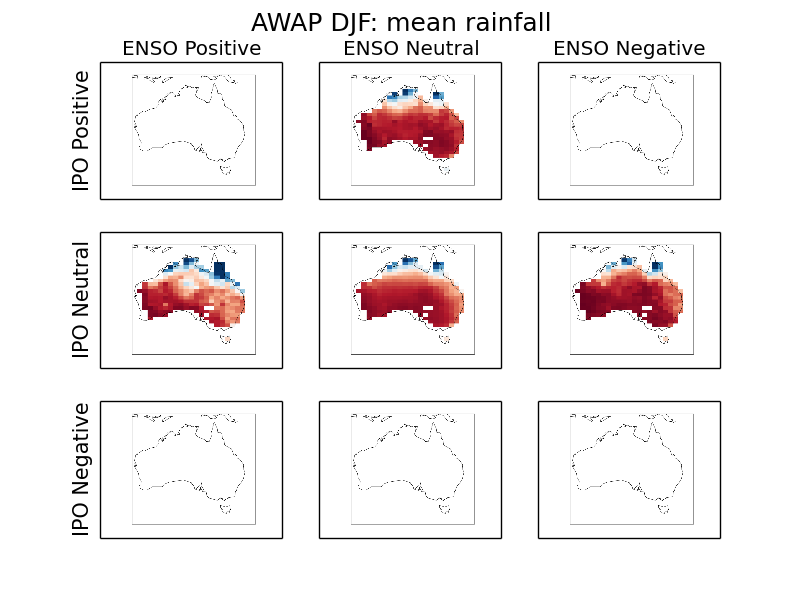 AWAP DJF: mean rainfall
ENSO Positive
ENSO Neutral
ENSO Negative
IPO Positive
IPO Neutral
IPO Negative